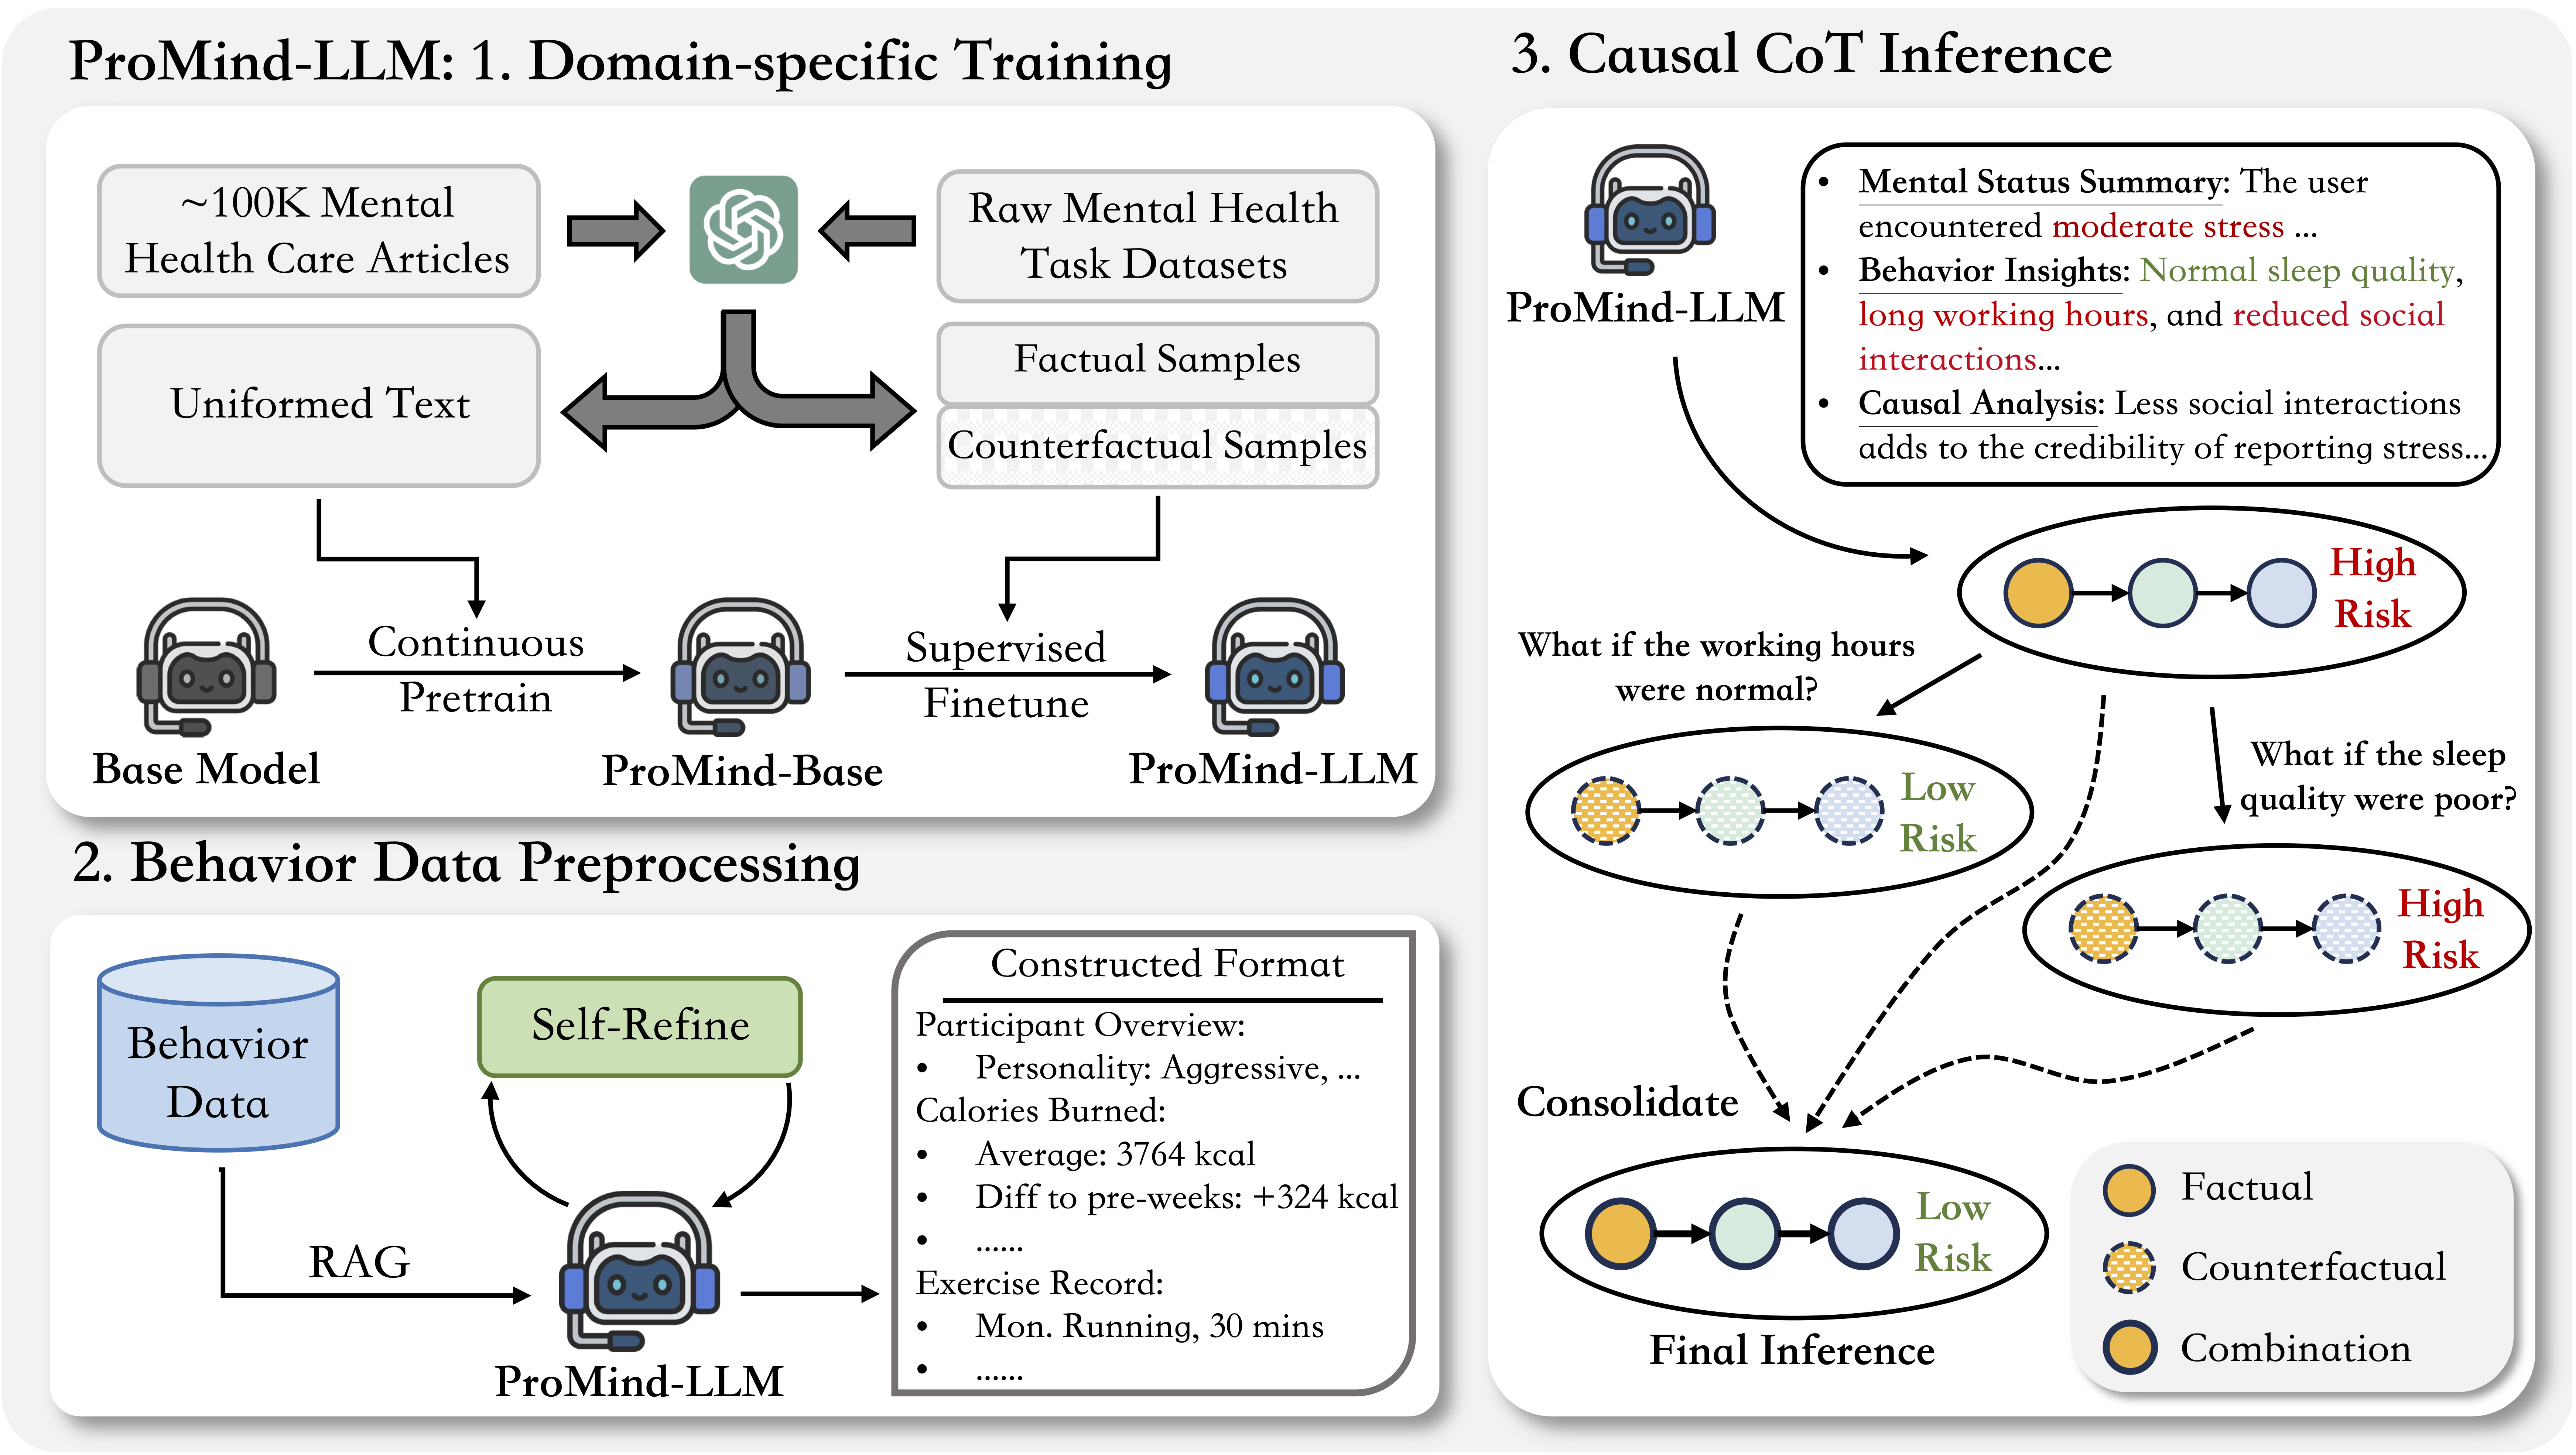 ProMind-LLM: 1. Domain-specific Training
~100K Mental
Health Care Articles
Raw Mental Health
Task Datasets
Uniformed Text
Factual Samples
Counterfactual Samples
Continuous
Pretrain
Supervised
Finetune
Base Model
ProMind-Base
ProMind-LLM
2. Behavior Data Preprocessing
Behavior
Data
RAG
Self-Refine
ProMind-LLM
Constructed Format
Participant Overview:
• Personality: Aggressive, ...
Calories Burned:
• Average: 3764 kcal
• Diff to pre-weeks: +324 kcal
• ......
Exercise Record:
• Mon. Running, 30 mins
• ......
3. Causal CoT Inference
ProMind-LLM
• Mental Status Summary: The user
encountered moderate stress ...
• Behavior Insights: Normal sleep quality,
long working hours, and reduced social
interactions...
• Causal Analysis: Less social interactions
adds to the credibility of reporting stress...
High
Risk
What if the working hours
were normal?
Low
Risk
What if the sleep
quality were poor?
High
Risk
Consolidate
Low
Risk
Final Inference
Factual
Counterfactual
Combination